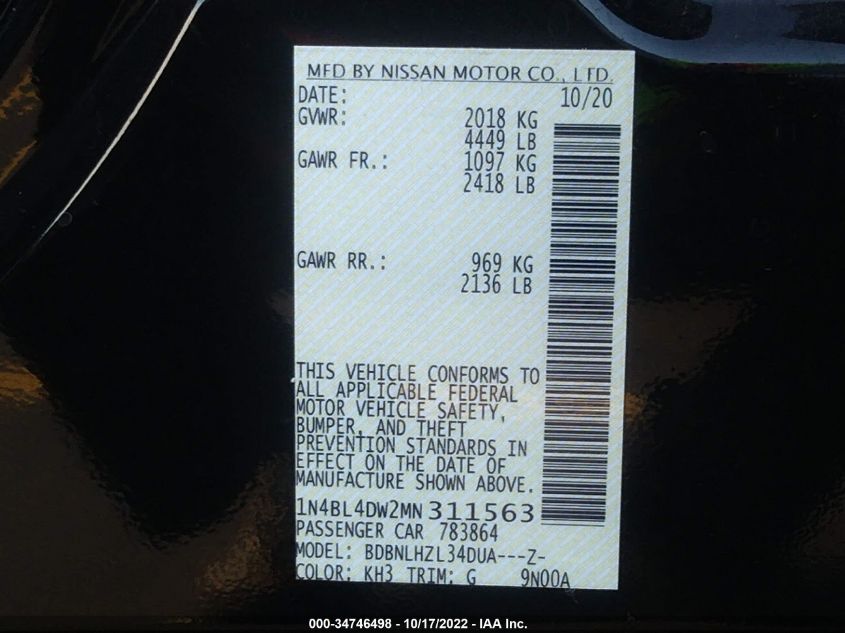 MFD BY NISSAN MOTOR CO., LTD.
DATE: 10/20
GVWR: 2018 KG
4449 LB
GAWR FR.: 1097 KG
2418 LB
GAWR RR.: 969 KG
2136 LB
THIS VEHICLE CONFORMS TO
ALL APPLICABLE FEDERAL
MOTOR VEHICLE SAFETY,
BUMPER, AND THEFT
PREVENTION STANDARDS IN
EFFECT ON THE DATE OF
MANUFACTURE SHOWN ABOVE.
1N4BL4DW2MN311563
PASSENGER CAR 783864
MODEL: BDBNLHZL34DUA---Z-
COLOR: KH3 TRIM: G 9N00A
000-34746498 - 10/17/2022 - IAA Inc.